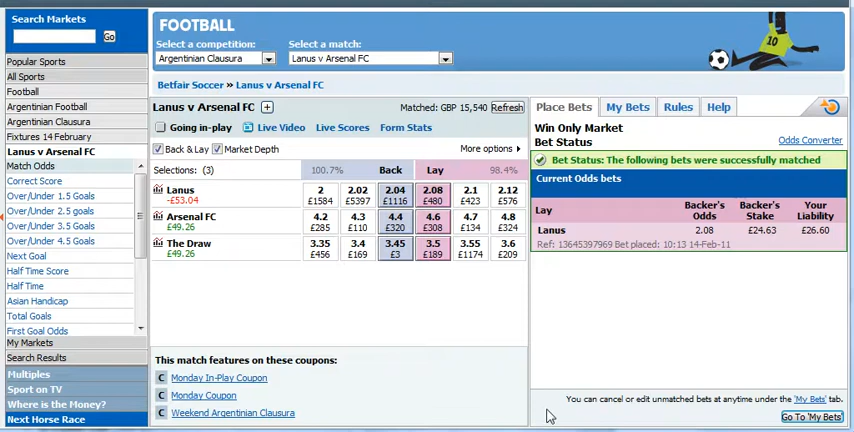 Search Markets
Go
Popular Sports
All Sports
Football
Argentinian Football
Argentinian Clausura
Fixtures 14 February
Lanus v Arsenal FC
Match Odds
Correct Score
Over/Under 1.5 Goals
Over/Under 2.5 goals
Over/Under 3.5 Goals
Over/Under 4.5 Goals
Next Goal
Half Time Score
Half Time
Asian Handicap
Total Goals
First Goal Odds
My Markets
Search Results
Multiples
Sport on TV
Where is the Money?
Next Horse Race
FOOTBALL
Select a competition: Select a match:
Argentinian Clausura Lanus v Arsenal FC
10
Betfair Soccer » Lanus v Arsenal FC
Lanus v Arsenal FC + Matched: GBP 15,540 Refresh
Going in-play Live Video Live Scores Form Stats
Back & Lay Market Depth More options
Selections: (3) 100.7% Back Lay 98.4%
Lanus 2 2.02 2.04 2.08 2.1 2.12
-£53.04 £1584 £5397 £1116 £480 £423 £576
Arsenal FC 4.2 4.3 4.4 4.6 4.7 4.8
£49.26 £285 £110 £320 £308 £134 £324
The Draw 3.35 3.4 3.45 3.5 3.55 3.6
£49.26 £456 £169 £3 £189 £1174 £209
This match features on these coupons:
C Monday In-Play Coupon
C Monday Coupon
C Weekend Argentinian Clausura
Place Bets My Bets Rules Help
Win Only Market
Bet Status Odds Converter
Bet Status: The following bets were successfully matched
Current Odds bets
Lay Backer's Odds Backer's Stake Your Liability
Lanus 2.08 £24.63 £26.60
Ref: 13645397969 Bet placed: 10:13 14-Feb-11
You can cancel or edit unmatched bets at anytime under the 'My Bets' tab.
Go To 'My Bets'